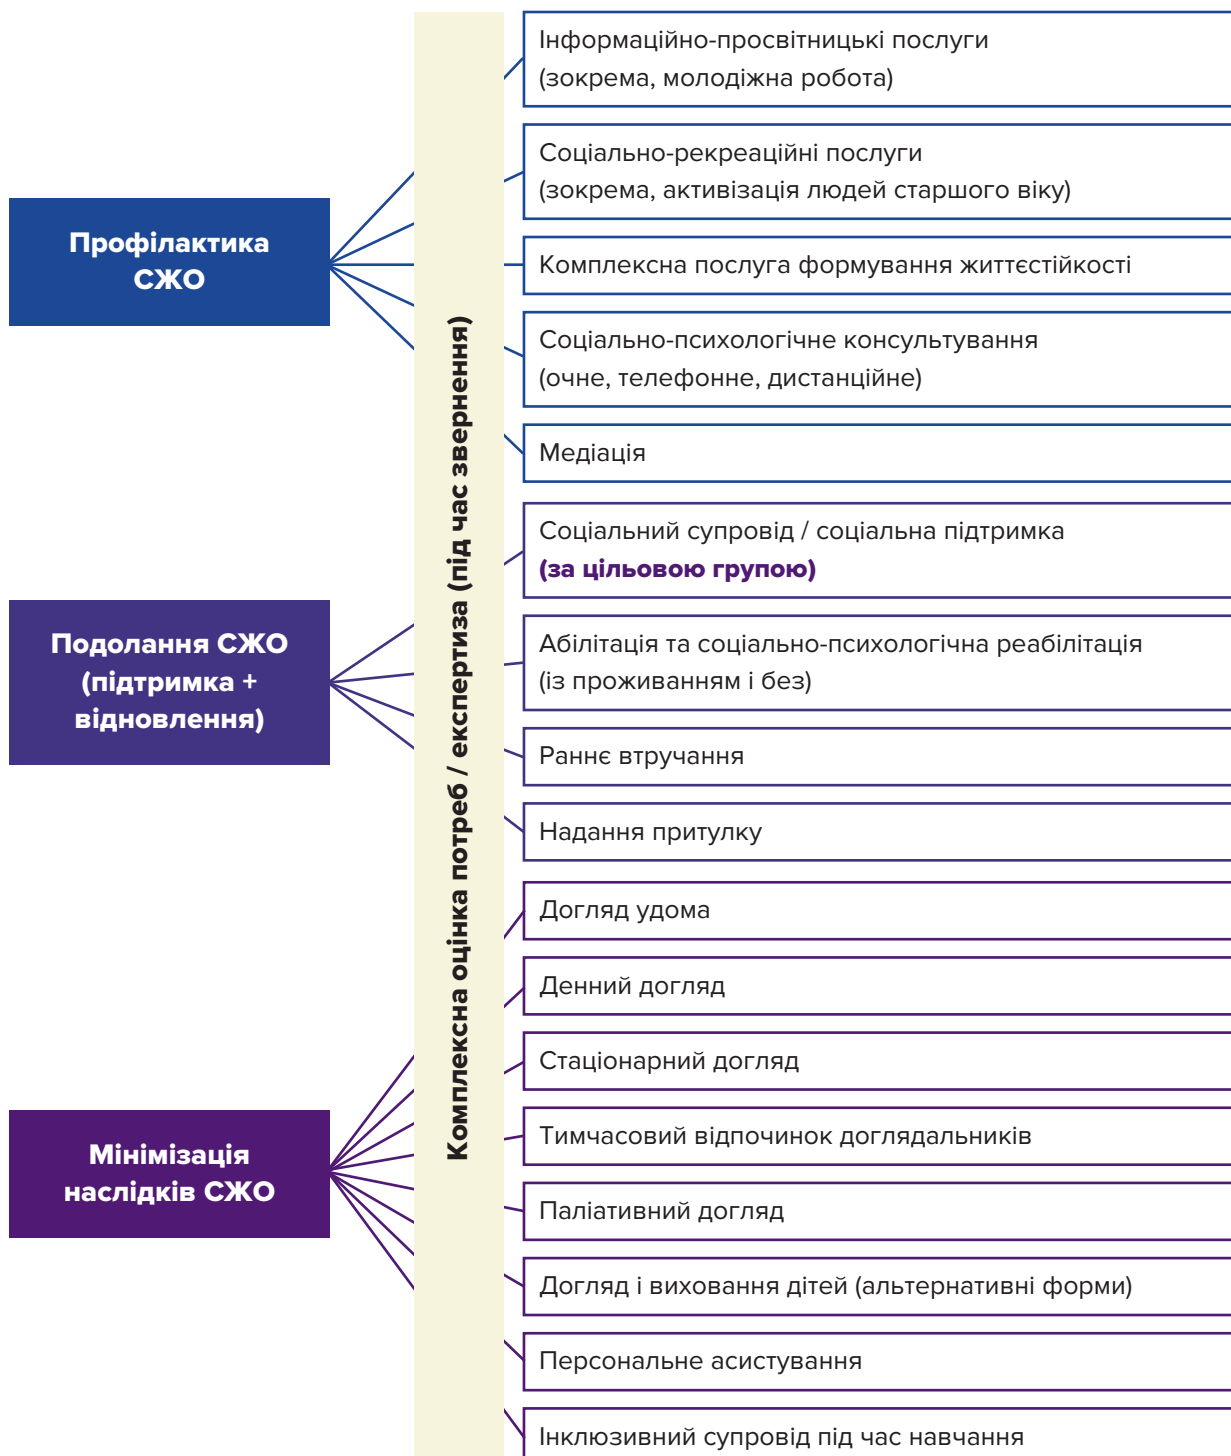 Профілактика
СЖО
Подолання СЖО
(підтримка +
відновлення)
Мінімізація
наслідків СЖО
Комплексна оцінка потреб / експертиза (під час звернення)
Інформаційно-просвітницькі послуги
(зокрема, молодіжна робота)
Соціально-рекреаційні послуги
(зокрема, активізація людей старшого віку)
Комплексна послуга формування життєстійкості
Соціально-психологічне консультування
(очне, телефонне, дистанційне)
Медіація
Соціальний супровід / соціальна підтримка
(за цільовою групою)
Абілітація та соціально-психологічна реабілітація
(із проживанням і без)
Раннє втручання
Надання притулку
Догляд удома
Денний догляд
Стаціонарний догляд
Тимчасовий відпочинок доглядальників
Паліативний догляд
Догляд і виховання дітей (альтернативні форми)
Персональне асистування
Інклюзивний супровід під час навчання